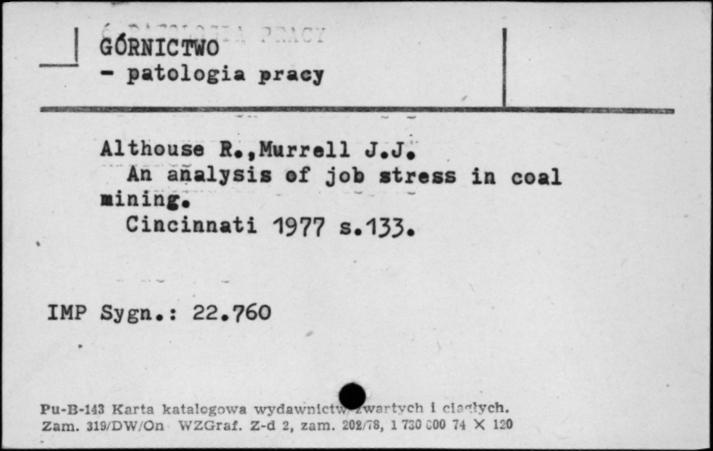 GÓRNICTWO
- patologia pracy
Althouse R.,Murrell J.J.
An analysis of job stress in coal
mining.
Cincinnati 1977 s.133.
IMP Sygn.: 22.760
Pu-B-143 Karta katalogowa wydawnictw zwartych i ciągłych.
Zam. 319/DW/On WZGraf. Z-d 2, zam. 202/78, 1 730 000 74 X 120